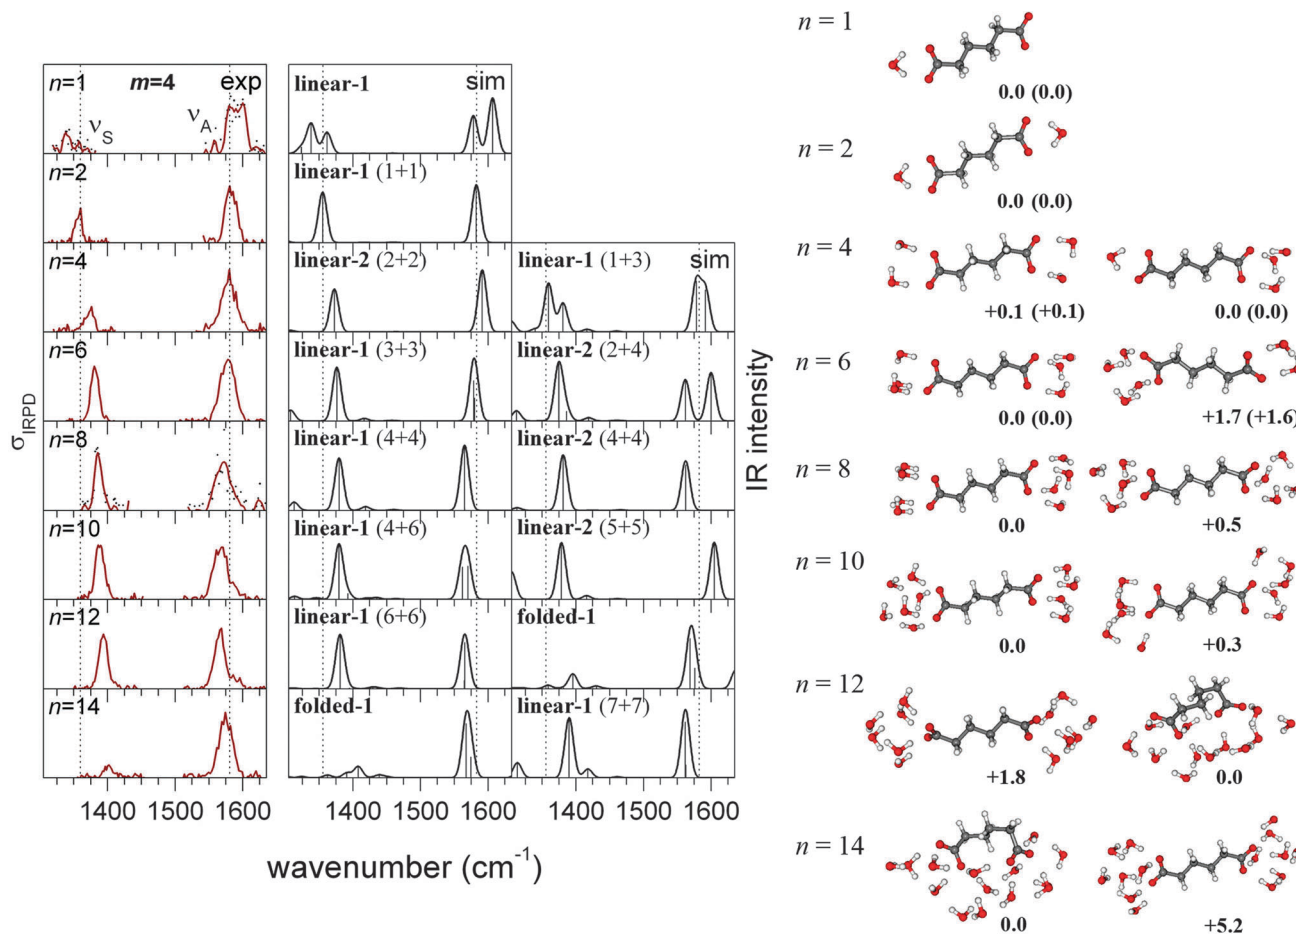 n=1 m=4 exp
νS νA
n=2
n=4
n=6
n=8
n=10
n=12
n=14
σIRPD
1400 1500 1600
linear-1 sim
linear-1 (1+1)
linear-2 (2+2)
linear-1 (1+3)
sim
linear-1 (3+3)
linear-2 (2+4)
linear-1 (4+4)
linear-2 (4+4)
linear-1 (4+6)
linear-2 (5+5)
linear-1 (6+6)
folded-1
folded-1
linear-1 (7+7)
1400 1500 1600 1400 1500 1600
wavenumber (cm-1)
IR intensity
n = 1
0.0 (0.0)
n = 2
0.0 (0.0)
n = 4
+0.1 (+0.1) 0.0 (0.0)
n = 6
0.0 (0.0) +1.7 (+1.6)
n = 8
0.0 +0.5
n = 10
0.0 +0.3
n = 12
+1.8 0.0
n = 14
0.0 +5.2